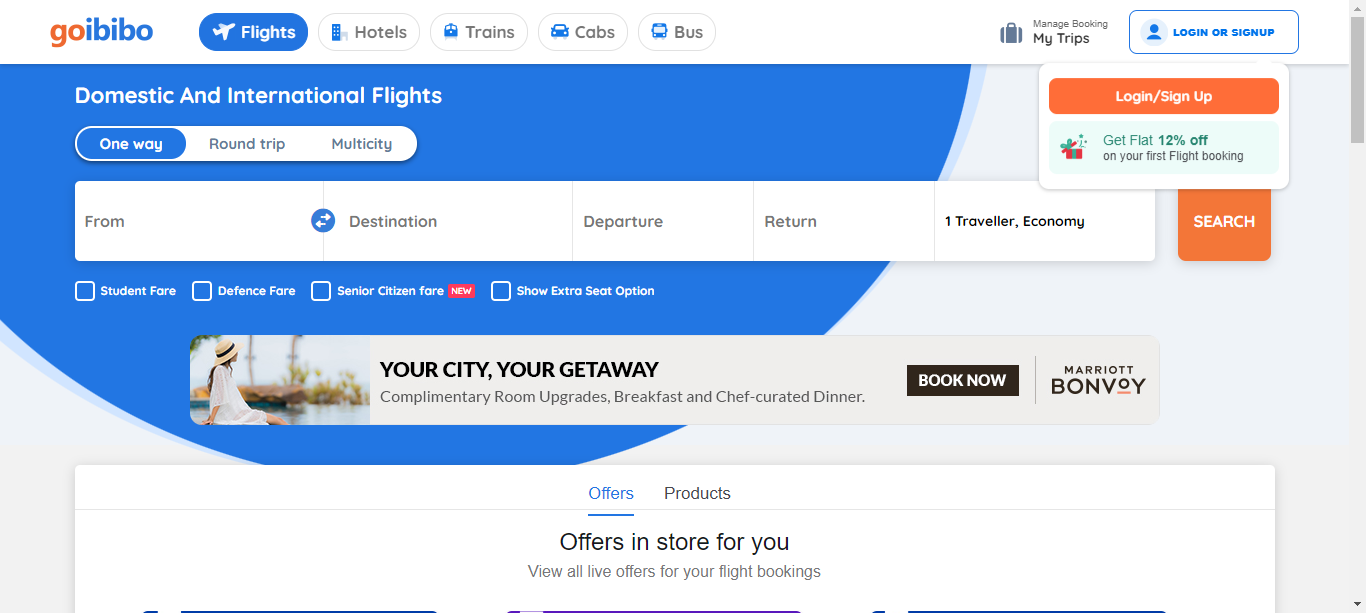 goibibo
Flights
Hotels
Trains
Cabs
Bus
Manage Booking
My Trips
LOGIN OR SIGNUP
Login/Sign Up
Get Flat 12% off
on your first Flight booking
Domestic And International Flights
One way
Round trip
Multicity
From
Destination
Departure
Return
1 Traveller, Economy
SEARCH
Student Fare
Defence Fare
Senior Citizen fare NEW
Show Extra Seat Option
YOUR CITY, YOUR GETAWAY
Complimentary Room Upgrades, Breakfast and Chef-curated Dinner.
BOOK NOW
MARRIOTT
BONVOY
Offers
Products
Offers in store for you
View all live offers for your flight bookings